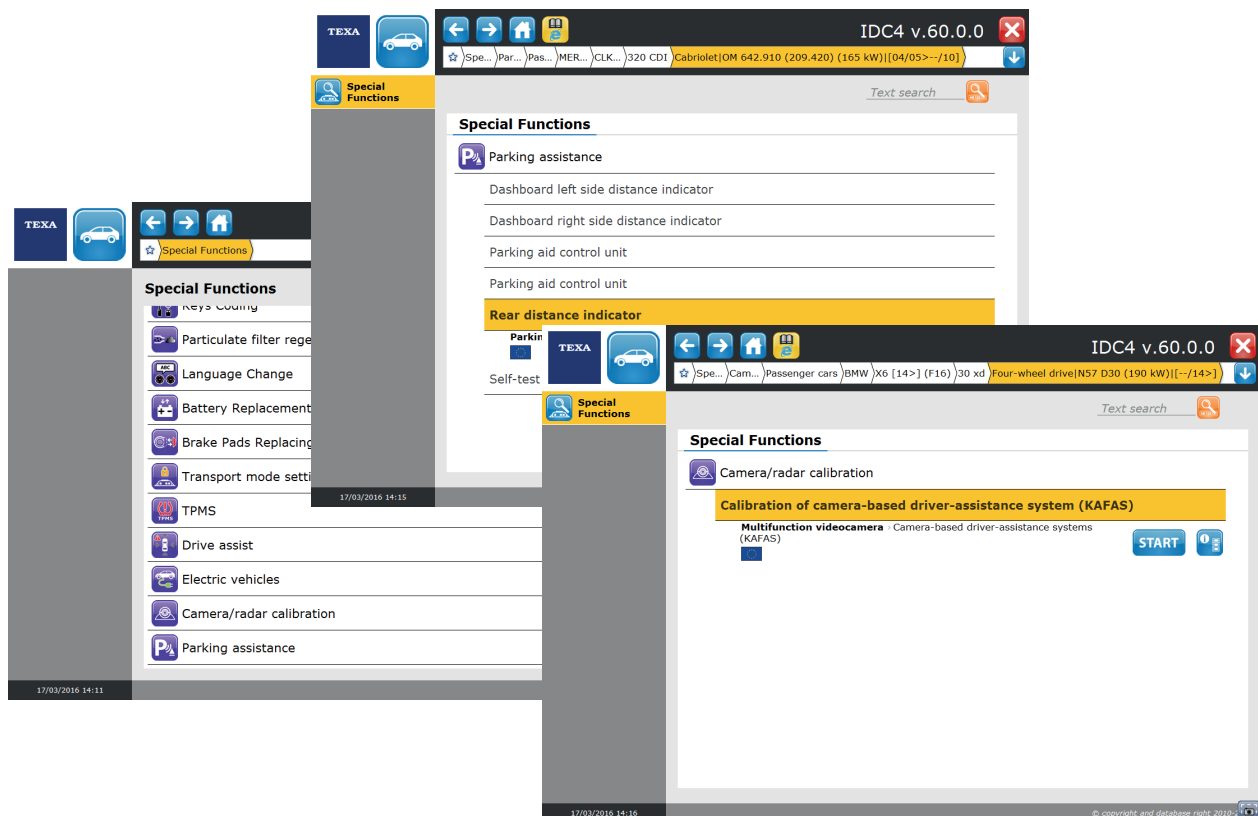 TEXA
IDC4 v.60.0.0
Spe... Par... Pas... MER... CLK... 320 CDI Cabriolet|OM 642.910 (209.420) (165 kW)|[04/05>--/10]
Special
Functions
Text search
Special Functions
Parking assistance
Dashboard left side distance indicator
Dashboard right side distance indicator
Parking aid control unit
Parking aid control unit
Rear distance indicator
Self-test
17/03/2016 14:15
TEXA
Special Functions
Special Functions
Keys Coding
Particulate filter
Language Change
ABC
Battery Replacement
Brake Pads Replacing
Transport mode
TPMS
TPMS
Drive assist
Electric vehicles
Camera/radar calibration
Parking assistance
17/03/2016 14:11
TEXA
IDC4 v.60.0.0
Spe... Cam... Passenger cars BMW X6 [14>] (F16) 30 xd Four-wheel drive|N57 D30 (190 kW)|[--/14>]
Special
Functions
Text search
Special Functions
Camera/radar calibration
Calibration of camera-based driver-assistance system (KAFAS)
Multifunction videocamera › Camera-based driver-assistance systems
(KAFAS)
START
17/03/2016 14:16
© copyright and database right 2010-